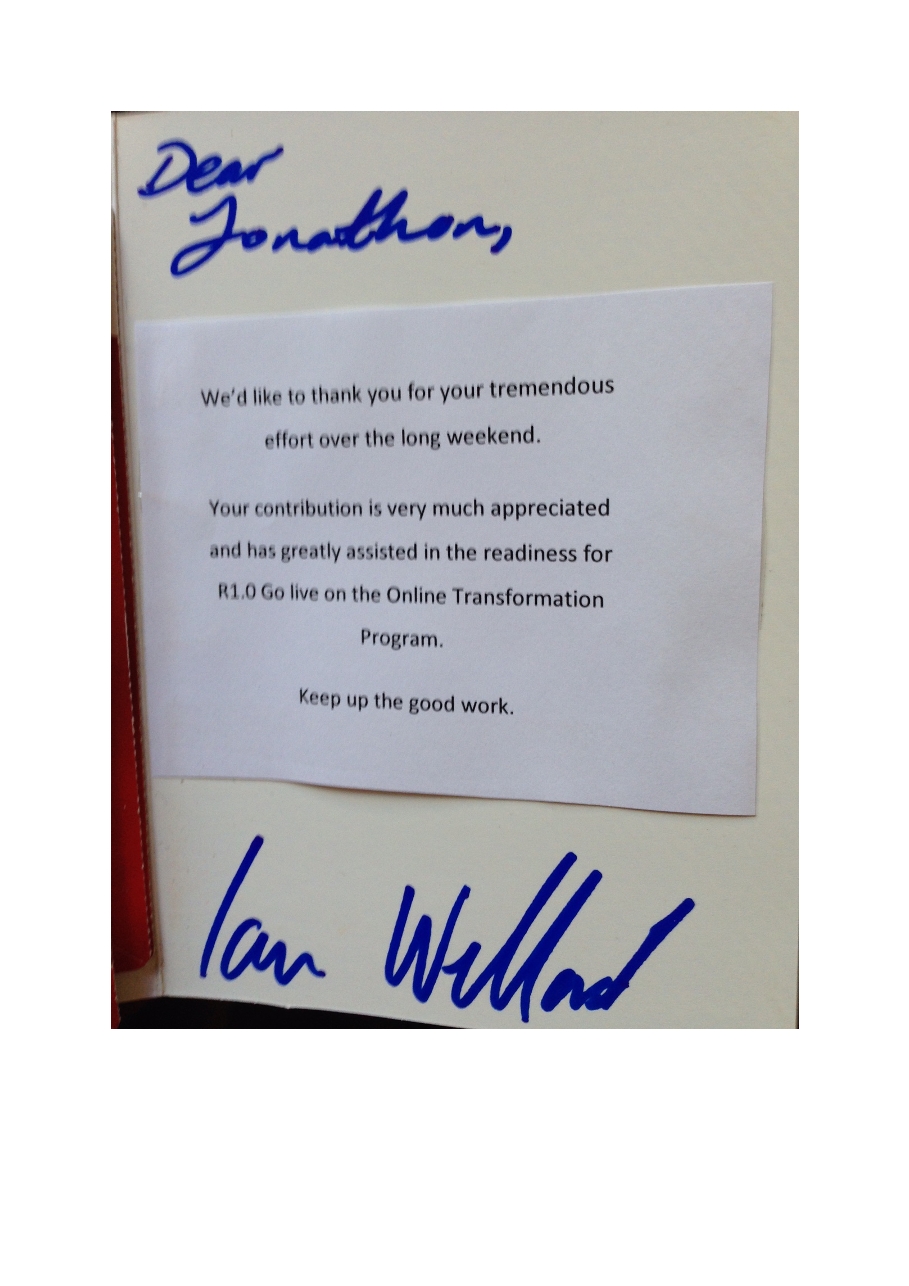 Dear
Jonathon,
We'd like to thank you for your tremendous
effort over the long weekend.
Your contribution is very much appreciated
and has greatly assisted in the readiness for
R1.0 Go live on the Online Transformation
Program.
Keep up the good work.
Ian